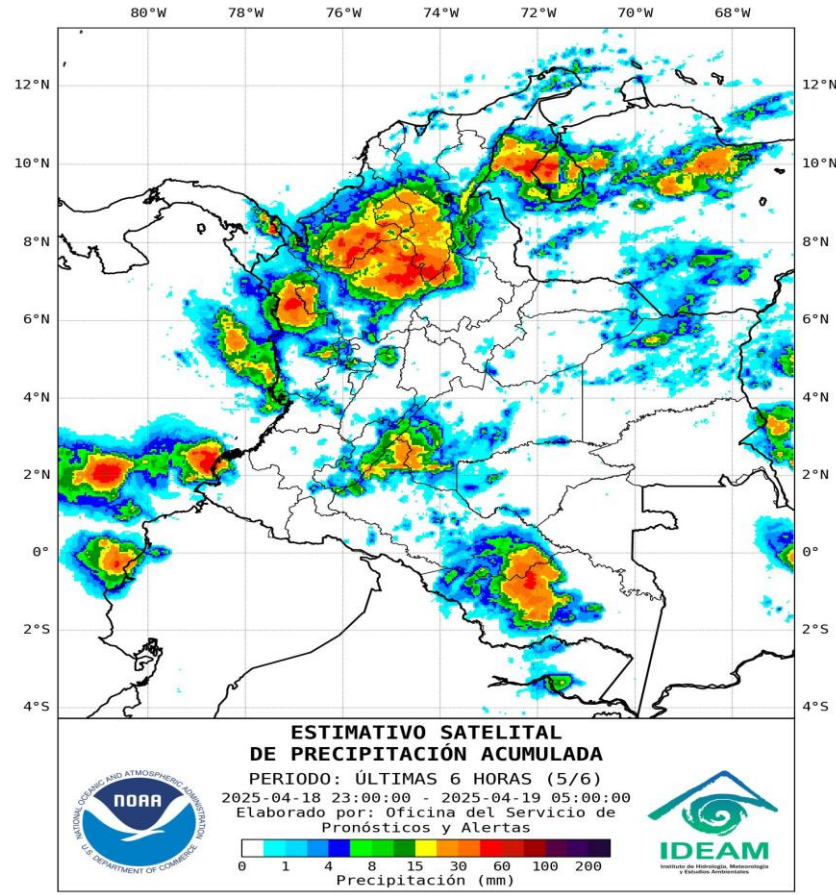 80°W 78°W 76°W 74°W 72°W 70°W 68°W
12°N 12°N
10°N 10°N
8°N 8°N
6°N 6°N
4°N 4°N
2°N 2°N
0° 0°
2°S 2°S
4°S 4°S
ESTIMATIVO SATELITAL
DE PRECIPITACIÓN ACUMULADA
PERIODO: ÚLTIMAS 6 HORAS (5/6)
2025-04-18 23:00:00 - 2025-04-19 05:00:00
Elaborado por: Oficina del Servicio de
Pronósticos y Alertas
0 1 4 8 15 30 60 100 200
Precipitación (mm)
NATIONAL OCEANIC AND ATMOSPHERIC ADMINISTRATION
NOAA
U.S. DEPARTMENT OF COMMERCE
IDEAM
Instituto de Hidrología, Meteorología
y Estudios Ambientales